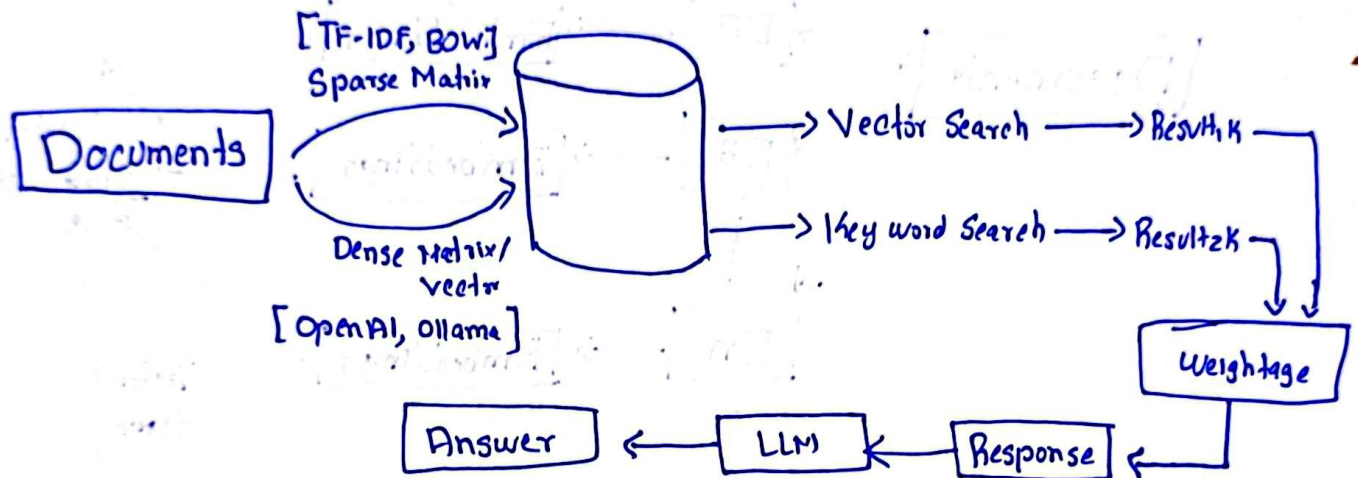 [TF-IDF, BOW]
Sparse Matrix
Documents
Dense Matrix/
Vectr
[OpenAI, Ollama]
Vector Search
Result1K
Key word Search
Result2K
Weightage
Response
LLM
Answer